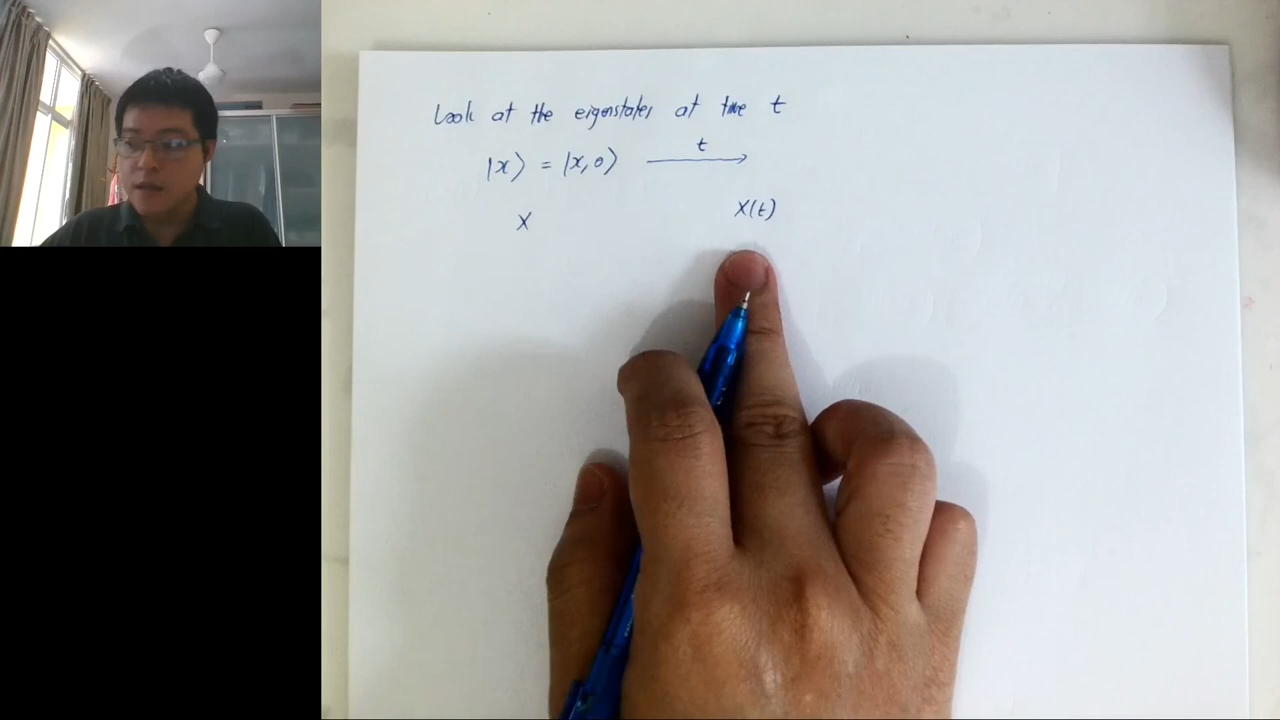 Look at the eigenstates at time t
|x⟩ = |x,0⟩ —t→
X X(t)